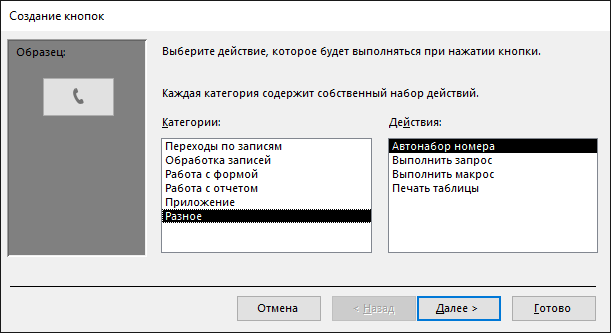 Создание кнопок
Образец:
Выберите действие, которое будет выполняться при нажатии кнопки.
Каждая категория содержит собственный набор действий.
Категории:
Переходы по записям
Обработка записей
Работа с формой
Работа с отчетом
Приложение
Разное
Действия:
Автонабор номера
Выполнить запрос
Выполнить макрос
Печать таблицы
Отмена
< Назад
Далее >
Готово